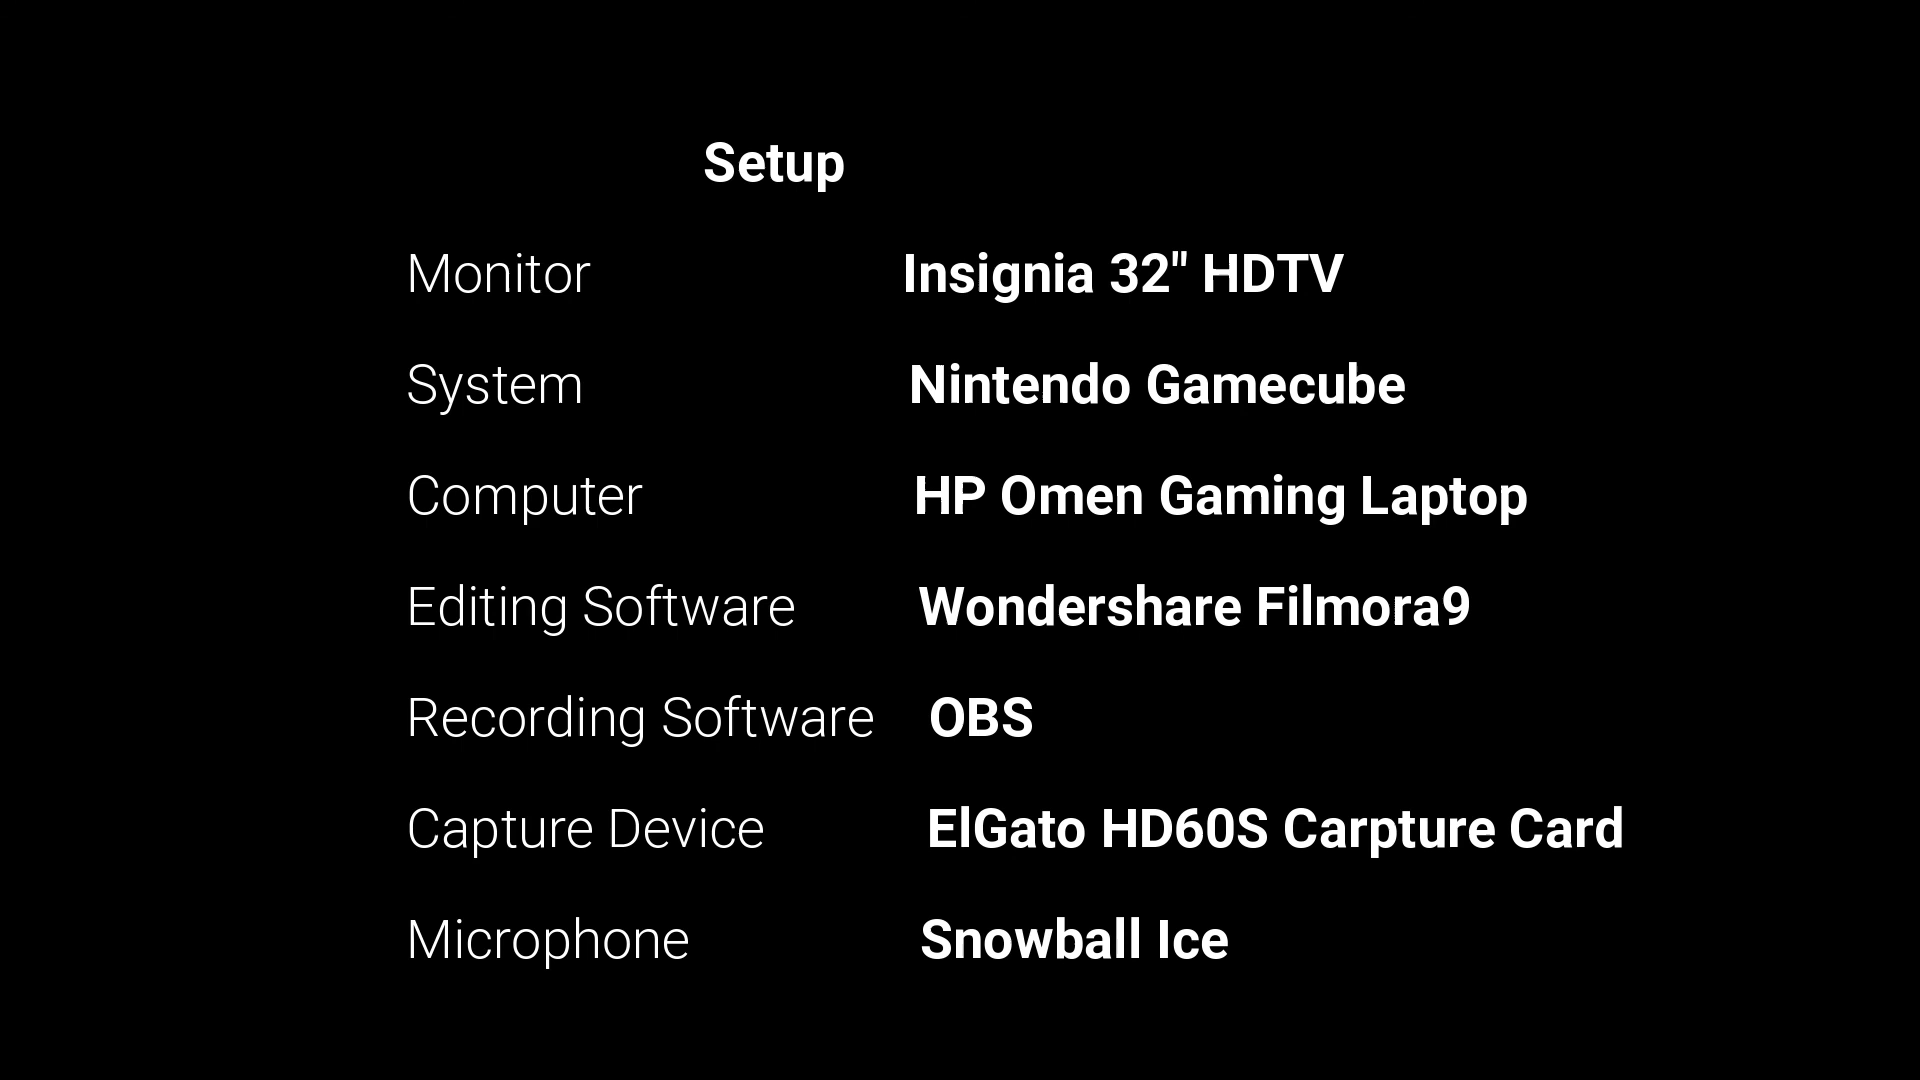 Setup
Monitor Insignia 32" HDTV
System Nintendo Gamecube
Computer HP Omen Gaming Laptop
Editing Software Wondershare Filmora9
Recording Software OBS
Capture Device ElGato HD60S Carpture Card
Microphone Snowball Ice